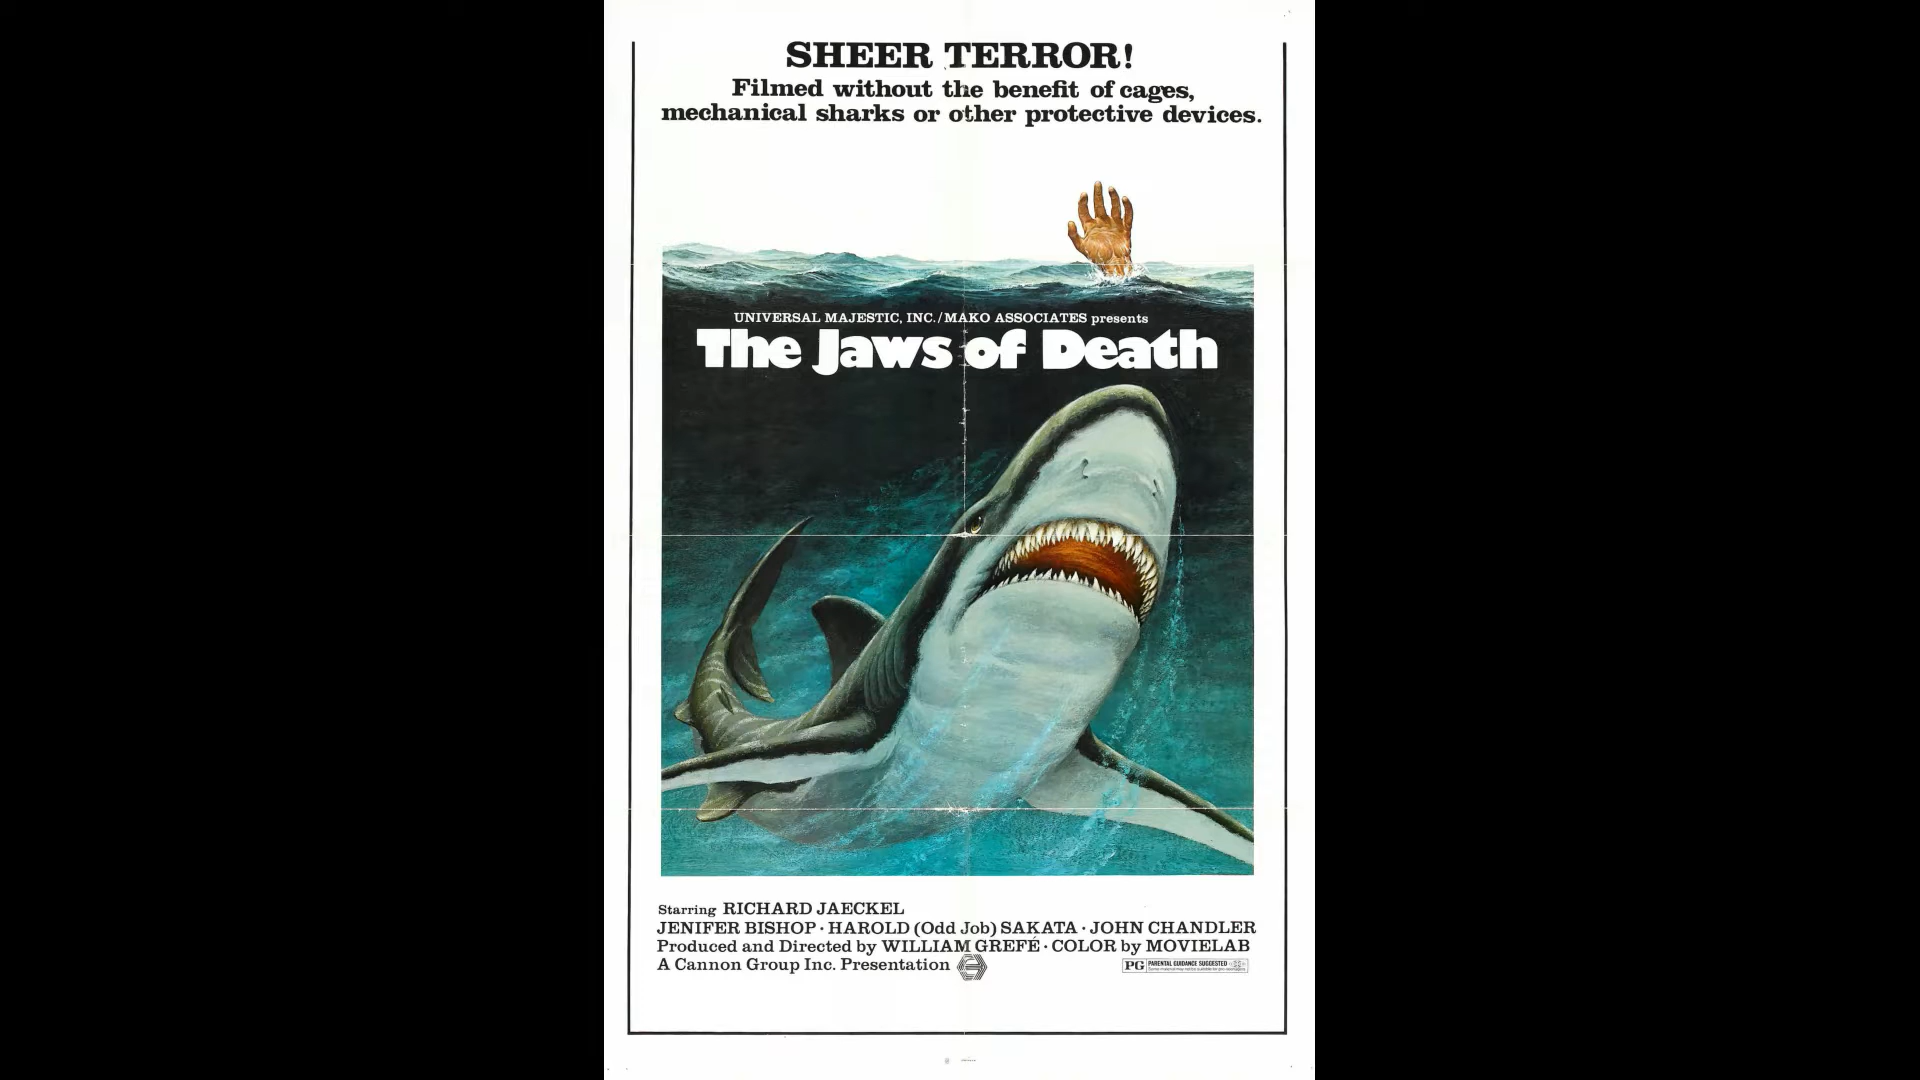 SHEER TERROR!
Filmed without the benefit of cages,
mechanical sharks or other protective devices.
UNIVERSAL MAJESTIC, INC./MAKO ASSOCIATES presents
The Jaws of Death
Starring RICHARD JAECKEL
JENIFER BISHOP · HAROLD (Odd Job) SAKATA · JOHN CHANDLER
Produced and Directed by WILLIAM GREFÉ · COLOR by MOVIELAB
A Cannon Group Inc. Presentation
PG PARENTAL GUIDANCE SUGGESTED